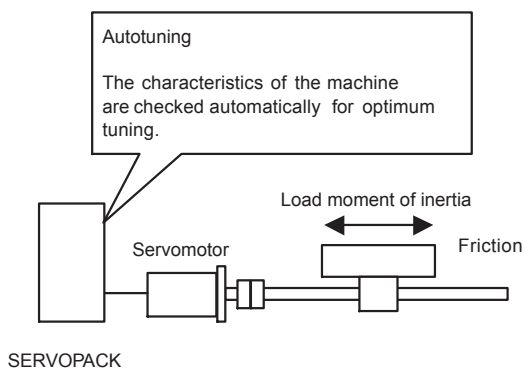 Autotuning
The characteristics of the machine
are checked automatically for optimum
tuning.
Load moment of inertia
Servomotor
Friction
SERVOPACK